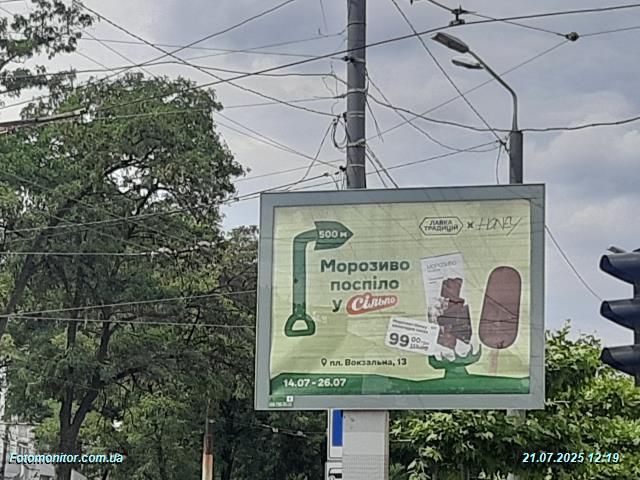 500 м
ЛАВКА ТРАДИЦІЙ x HONEY
Морозиво
поспіло
у Сільпо
МОРОЗИВО
99 00
пл. Вокзальна, 13
14.07 - 26.07
Fotomonitor.com.ua
21.07.2025 12:19